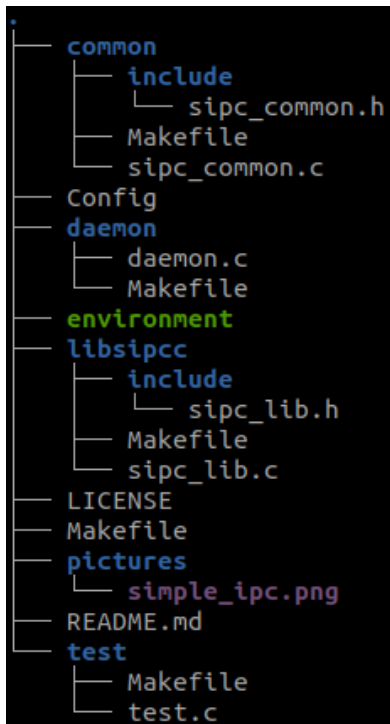 .
├── common
│   ├── include
│   │   └── sipc_common.h
│   ├── Makefile
│   └── sipc_common.c
├── Config
├── daemon
│   ├── daemon.c
│   └── Makefile
├── environment
├── libsipcc
│   ├── include
│   │   └── sipc_lib.h
│   ├── Makefile
│   └── sipc_lib.c
├── LICENSE
├── Makefile
├── pictures
│   └── simple_ipc.png
├── README.md
└── test
    ├── Makefile
    └── test.c